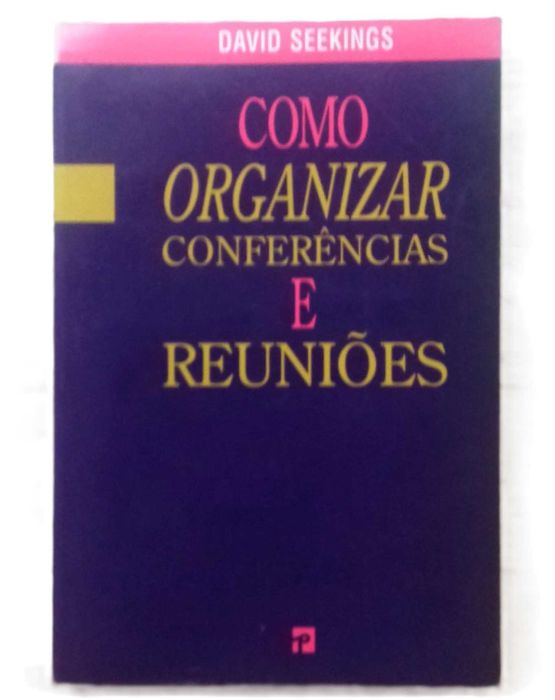 DAVID SEEKINGS
COMO
ORGANIZAR
CONFERÊNCIAS
E
REUNIÕES
P